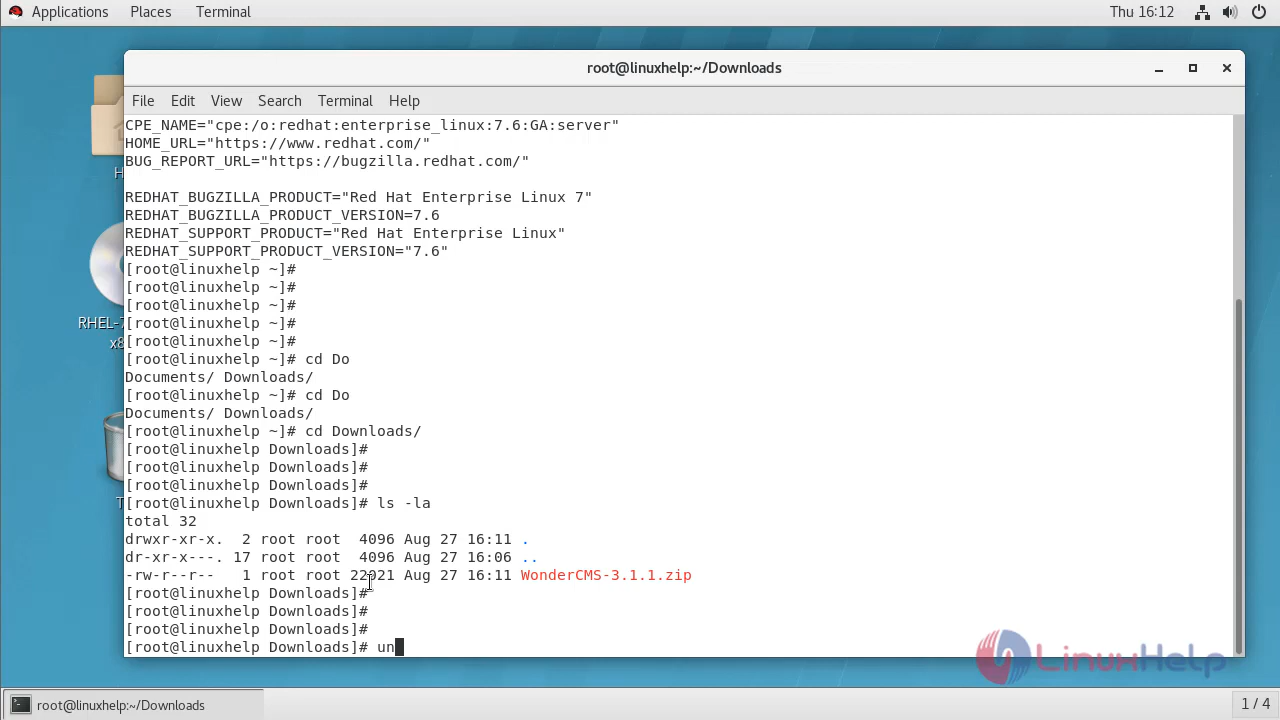 Applications Places Terminal Thu 16:12
root@linuxhelp:~/Downloads
File Edit View Search Terminal Help
CPE_NAME="cpe:/o:redhat:enterprise_linux:7.6:GA:server"
HOME_URL="https://www.redhat.com/"
BUG_REPORT_URL="https://bugzilla.redhat.com/"
REDHAT_BUGZILLA_PRODUCT="Red Hat Enterprise Linux 7"
REDHAT_BUGZILLA_PRODUCT_VERSION=7.6
REDHAT_SUPPORT_PRODUCT="Red Hat Enterprise Linux"
REDHAT_SUPPORT_PRODUCT_VERSION="7.6"
[root@linuxhelp ~]#
[root@linuxhelp ~]#
[root@linuxhelp ~]#
[root@linuxhelp ~]#
[root@linuxhelp ~]#
[root@linuxhelp ~]# cd Do
Documents/ Downloads/
[root@linuxhelp ~]# cd Do
Documents/ Downloads/
[root@linuxhelp ~]# cd Downloads/
[root@linuxhelp Downloads]#
[root@linuxhelp Downloads]#
[root@linuxhelp Downloads]#
[root@linuxhelp Downloads]# ls -la
total 32
drwxr-xr-x. 2 root root 4096 Aug 27 16:11 .
dr-xr-x---. 17 root root 4096 Aug 27 16:06 ..
-rw-r--r-- 1 root root 22021 Aug 27 16:11 WonderCMS-3.1.1.zip
[root@linuxhelp Downloads]#
[root@linuxhelp Downloads]#
[root@linuxhelp Downloads]#
[root@linuxhelp Downloads]# un
H
RHEL-7
x8
T
LinuxHelp
root@linuxhelp:~/Downloads
1 / 4